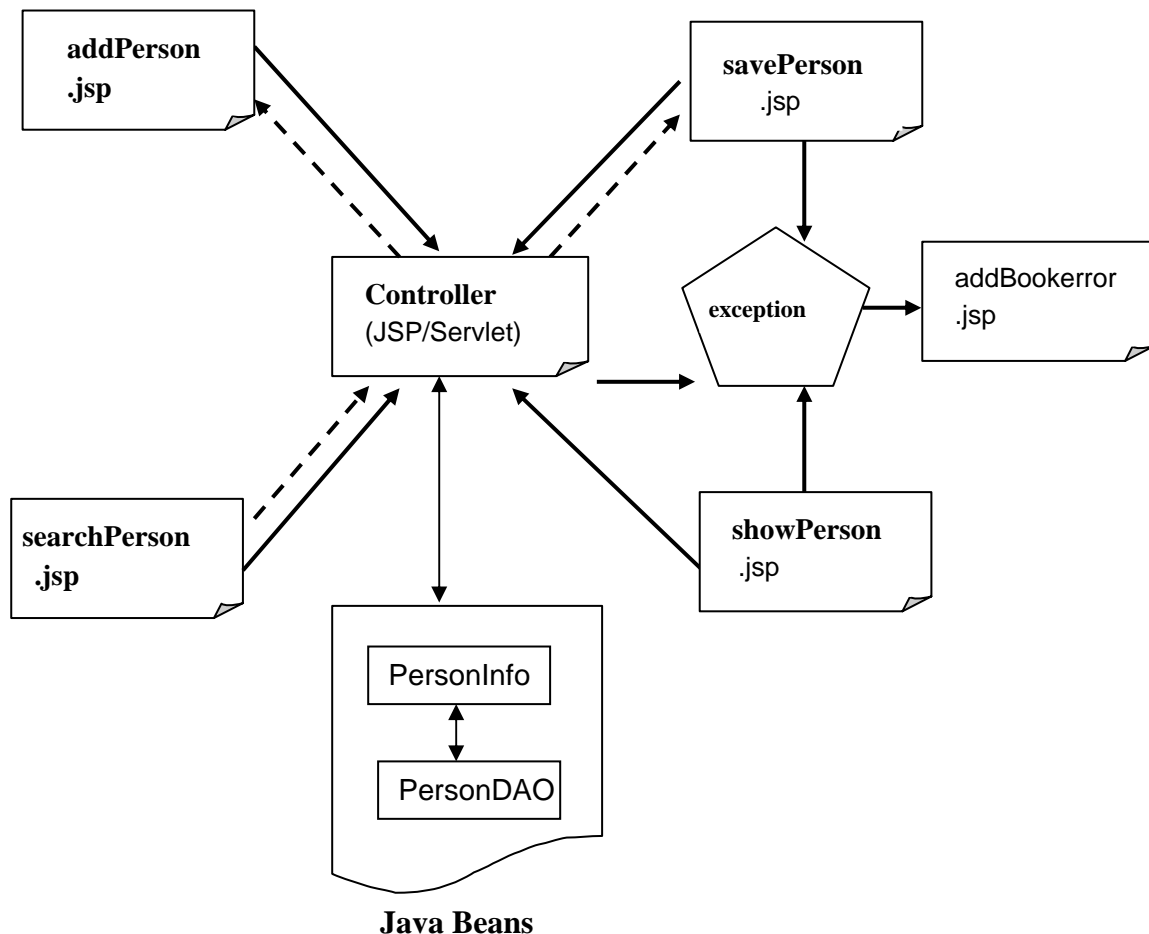 addPerson
.jsp
savePerson
.jsp
Controller
(JSP/Servlet)
exception
addBookerror
.jsp
searchPerson
.jsp
showPerson
.jsp
PersonInfo
PersonDAO
Java Beans